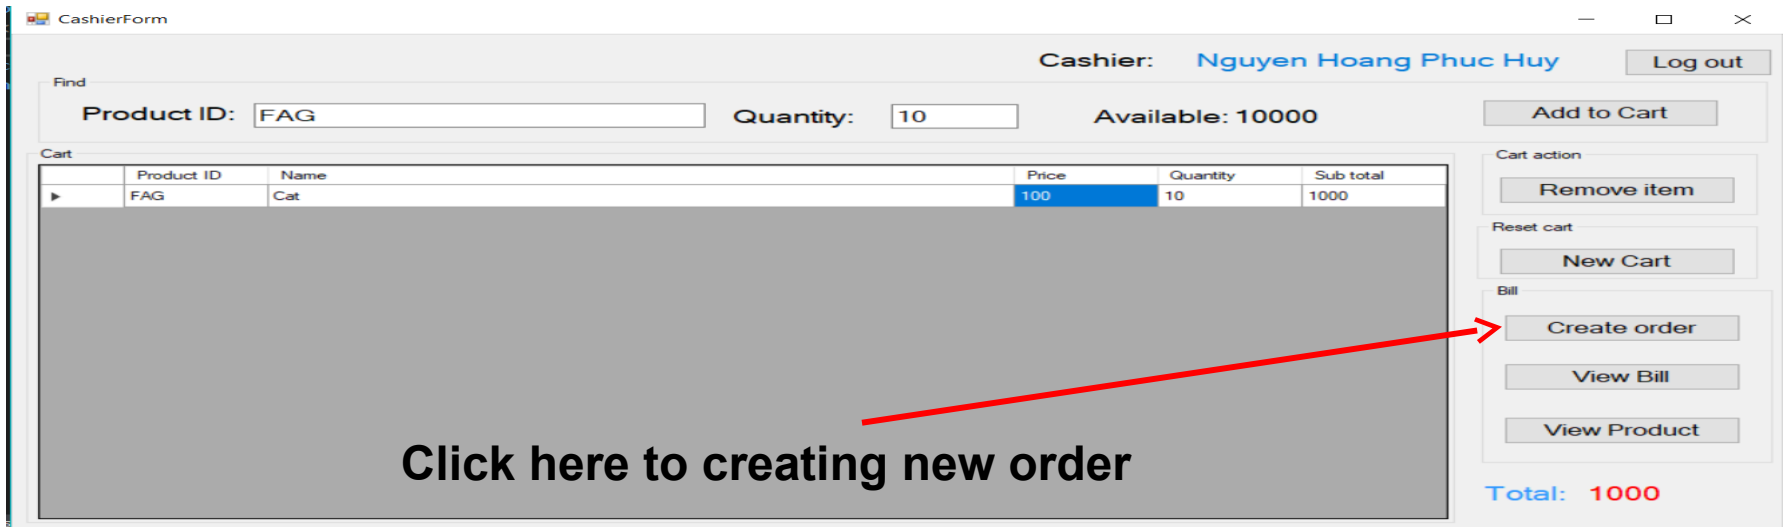 CashierForm
Cashier: Nguyen Hoang Phuc Huy Log out
Find
Product ID: FAG Quantity: 10 Available: 10000 Add to Cart
Cart
Product ID Name Price Quantity Sub total
FAG Cat 100 10 1000
Cart action
Remove item
Reset cart
New Cart
Bill
Create order
View Bill
View Product
Click here to creating new order
Total: 1000